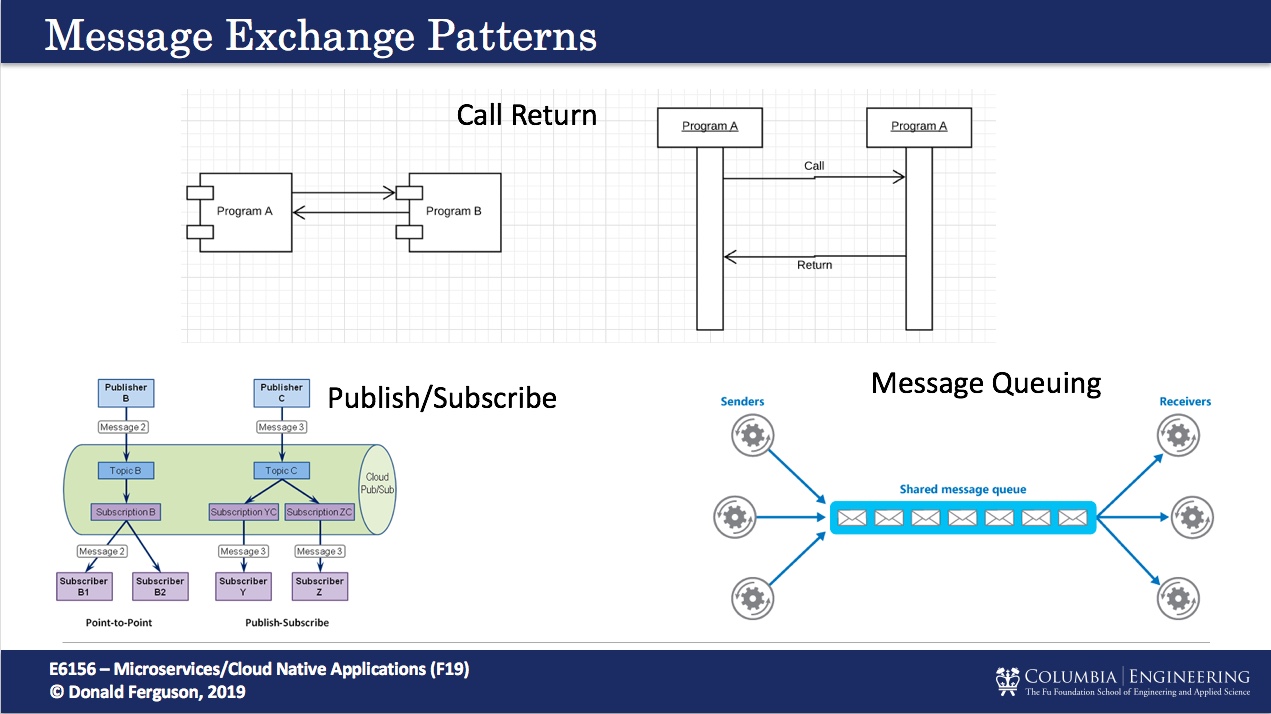 Message Exchange Patterns
Call Return
Program A
Program B
Program A
Program A
Call
Return
Publish/Subscribe
Publisher
B
Publisher
C
Message 2
Message 3
Topic B
Topic C
Cloud
Pub/Sub
Subscription B
Subscription YC
Subscription ZC
Message 2
Message 3
Message 3
Subscriber
B1
Subscriber
B2
Subscriber
Y
Subscriber
Z
Point-to-Point
Publish-Subscribe
Message Queuing
Senders
Receivers
Shared message queue
E6156 – Microservices/Cloud Native Applications (F19)
© Donald Ferguson, 2019
COLUMBIA | ENGINEERING
The Fu Foundation School of Engineering and Applied Science